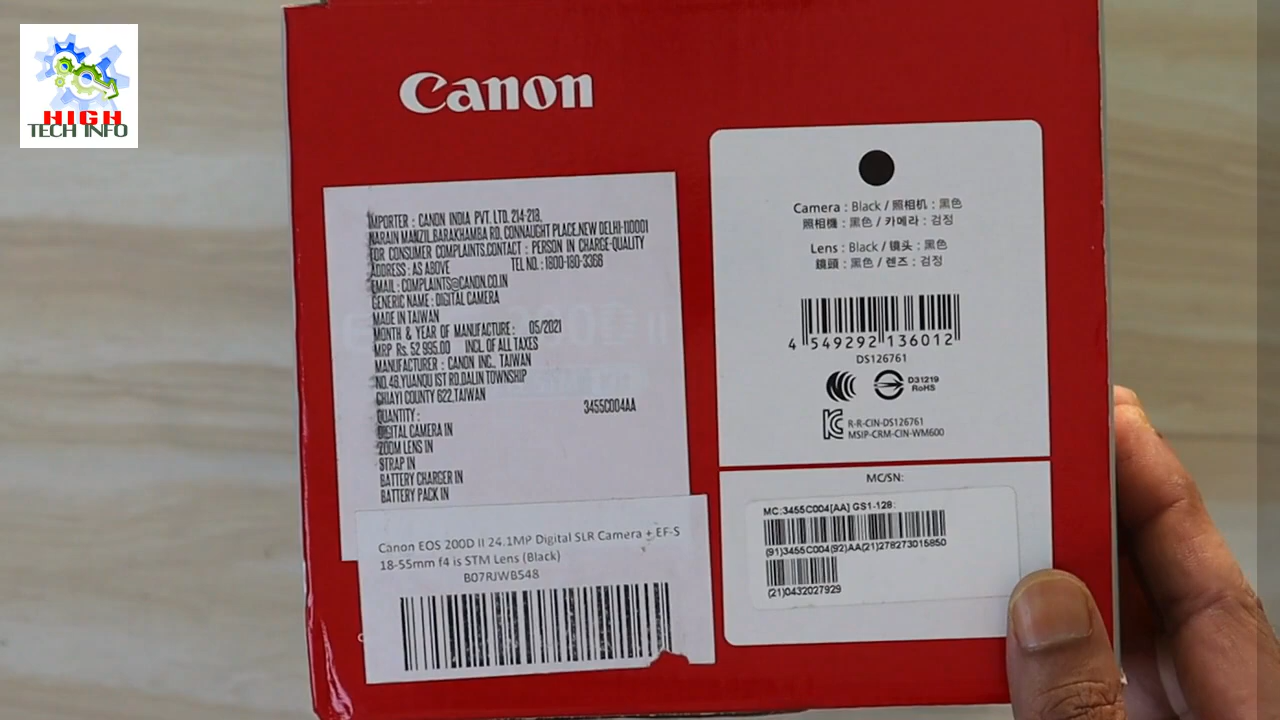 HIGH
TECH INFO
Canon
IMPORTER : CANON INDIA PVT. LTD. 214-218,
NARAIN MANZIL,BARAKHAMBA RD, CONNAUGHT PLACE,NEW DELHI-110001
FOR CONSUMER COMPLAINTS,CONTACT : PERSON IN CHARGE-QUALITY
ADDRESS : AS ABOVE TEL NO. : 1800-180-3366
EMAIL : COMPLAINTS@CANON.CO.IN
GENERIC NAME : DIGITAL CAMERA
MADE IN TAIWAN
MONTH & YEAR OF MANUFACTURE : 05/2021
MRP Rs. 52 995.00 INCL OF ALL TAXES
MANUFACTURER : CANON INC., TAIWAN
NO.48,YUANQU IST RD,DALIN TOWNSHIP
CHIAYI COUNTY 622,TAIWAN
QUANTITY : 3455C004AA
DIGITAL CAMERA IN
ZOOM LENS IN
STRAP IN
BATTERY CHARGER IN
BATTERY PACK IN
Canon EOS 200D II 24.1MP Digital SLR Camera + EF-S
18-55mm f4 is STM Lens (Black)
B07RJWB548
Camera : Black / 照相机 : 黑色
照相機 : 黑色 / 카메라 : 검정
Lens : Black / 镜头 : 黑色
鏡頭 : 黑色 / 렌즈 : 검정
4 549292 136012
DS126761
D31219
RoHS
R-R-CIN-DS126761
MSIP-CRM-CIN-WM600
MC/SN:
MC:3455C004[AA] GS1-128:
(91)3455C004(92)AA(21)278273015850
(21)0432027929